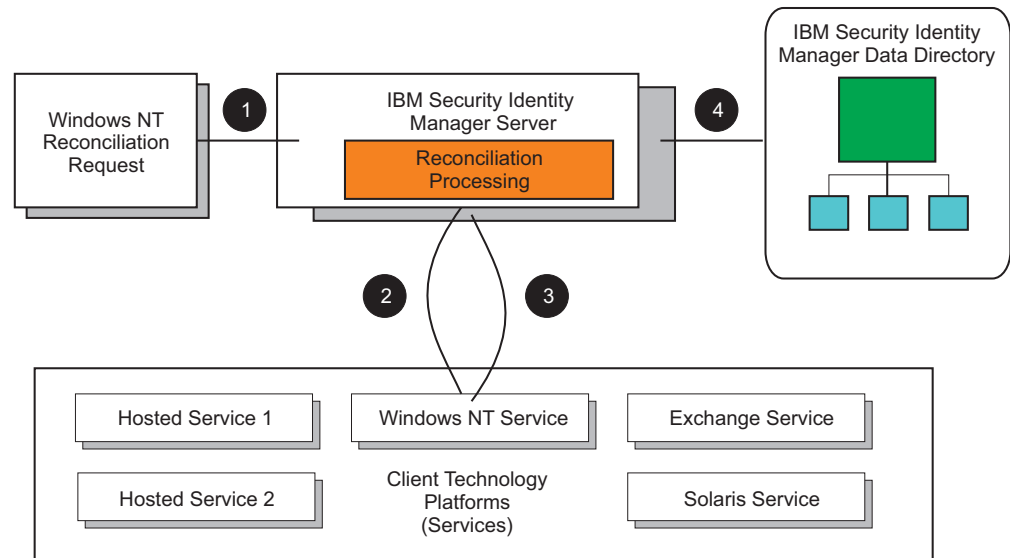 IBM Security Identity
Manager Data Directory
1
4
Windows NT
Reconciliation
Request
IBM Security Identity
Manager Server
Reconciliation
Processing
2
3
Hosted Service 1
Windows NT Service
Exchange Service
Hosted Service 2
Client Technology
Platforms
(Services)
Solaris Service